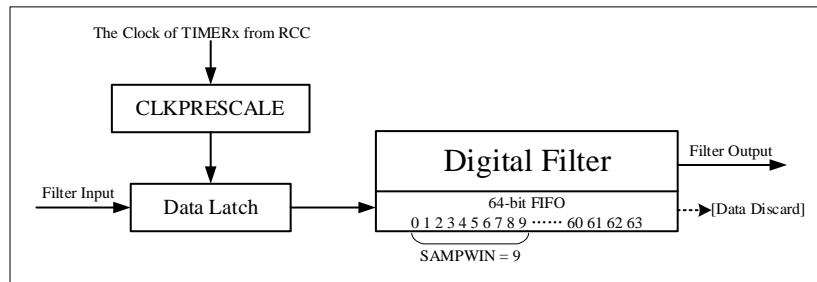 The Clock of TIMERx from RCC
CLKPRESCALE
Digital Filter
Filter Output
Filter Input
Data Latch
64-bit FIFO
0 1 2 3 4 5 6 7 8 9 ······ 60 61 62 63
[Data Discard]
SAMPWIN = 9